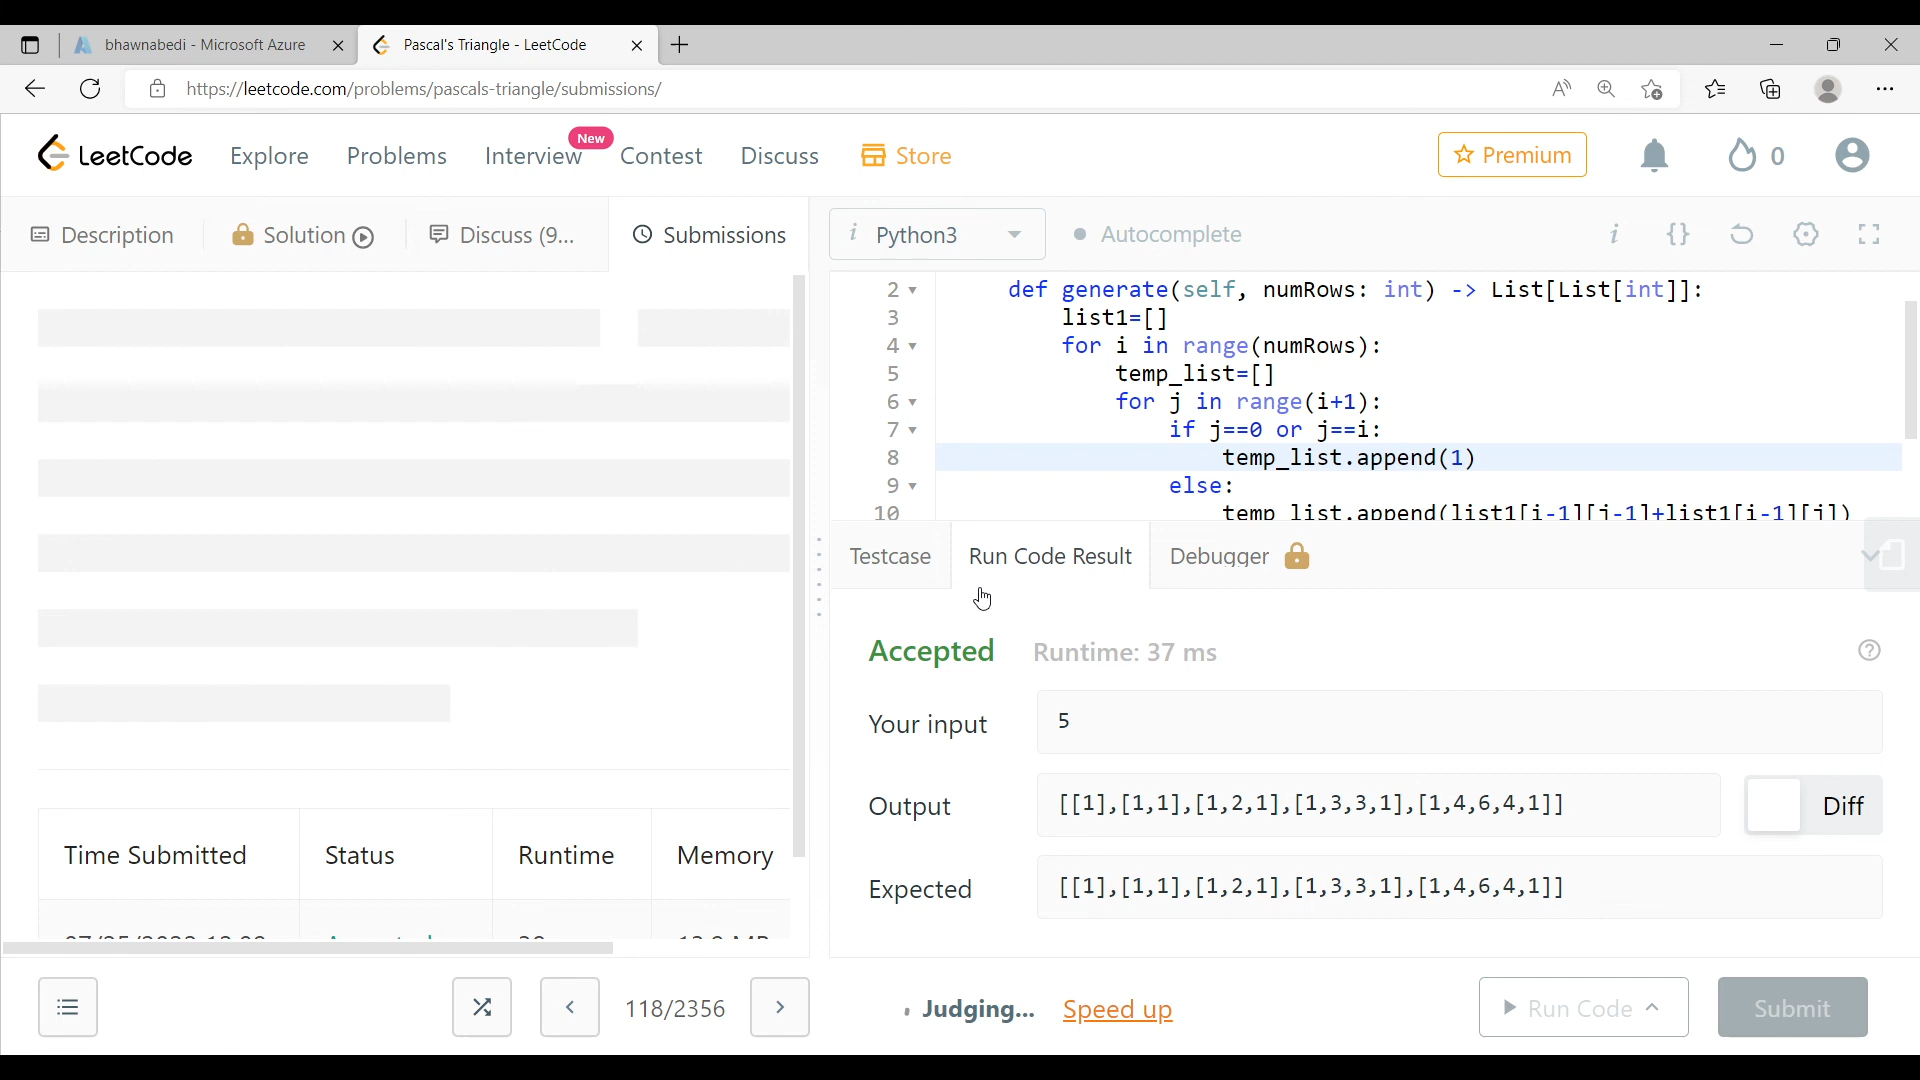 bhawnabedi - Microsoft Azure
Pascal's Triangle - LeetCode
https://leetcode.com/problems/pascals-triangle/submissions/
LeetCode Explore Problems Interview New Contest Discuss Store Premium 0
Description Solution Discuss (9... Submissions
Python3 Autocomplete
2 def generate(self, numRows: int) -> List[List[int]]:
3 list1=[]
4 for i in range(numRows):
5 temp_list=[]
6 for j in range(i+1):
7 if j==0 or j==i:
8 temp_list.append(1)
9 else:
10 temp_list.append(list1[i-1][j-1]+list1[i-1][j])
Testcase Run Code Result Debugger
Accepted Runtime: 37 ms
Your input 5
Output [[1],[1,1],[1,2,1],[1,3,3,1],[1,4,6,4,1]] Diff
Expected [[1],[1,1],[1,2,1],[1,3,3,1],[1,4,6,4,1]]
Time Submitted Status Runtime Memory
118/2356
Judging... Speed up
Run Code Submit